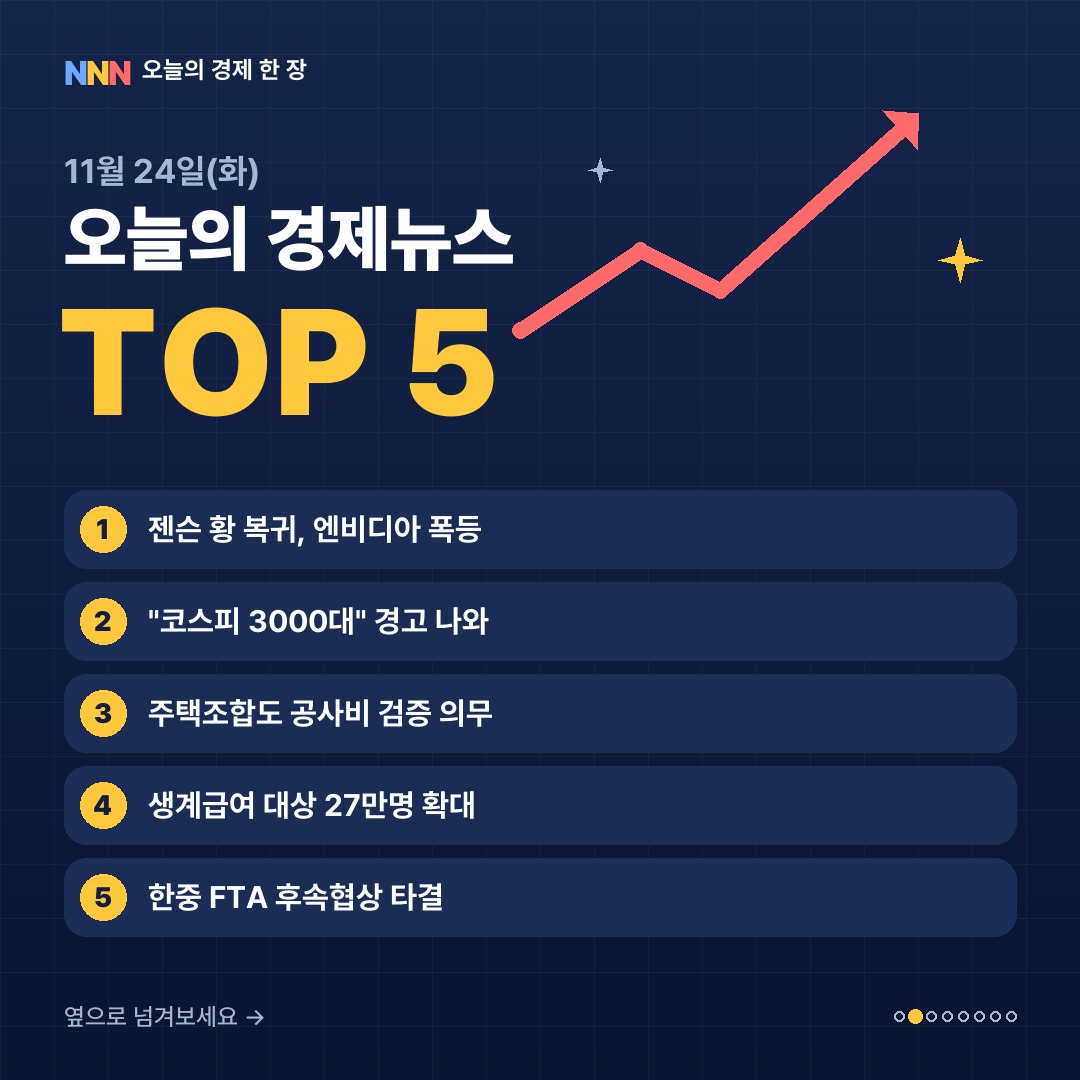 NNN 오늘의 경제 한 장
11월 24일(화)
오늘의 경제뉴스
TOP 5
1 젠슨 황 복귀, 엔비디아 폭등
2 "코스피 3000대" 경고 나와
3 주택조합도 공사비 검증 의무
4 생계급여 대상 27만명 확대
5 한중 FTA 후속협상 타결
옆으로 넘겨보세요 →